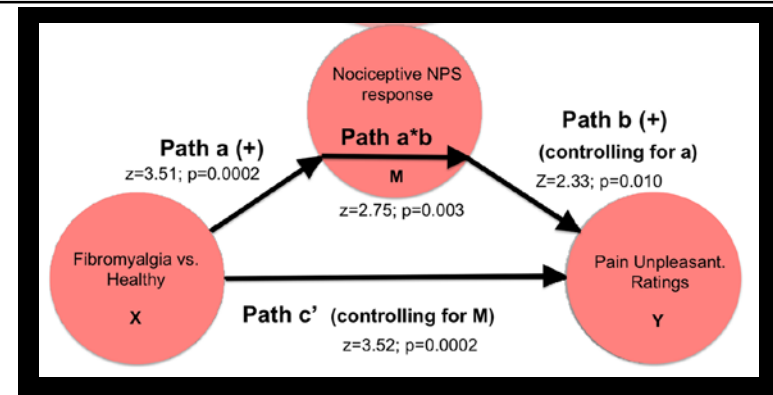 Nociceptive NPS
response
Path a*b
M
z=2.75; p=0.003
Path a (+)
z=3.51; p=0.0002
Path b (+)
(controlling for a)
Z=2.33; p=0.010
Fibromyalgia vs.
Healthy
X
Path c’ (controlling for M)
z=3.52; p=0.0002
Pain Unpleasant.
Ratings
Y